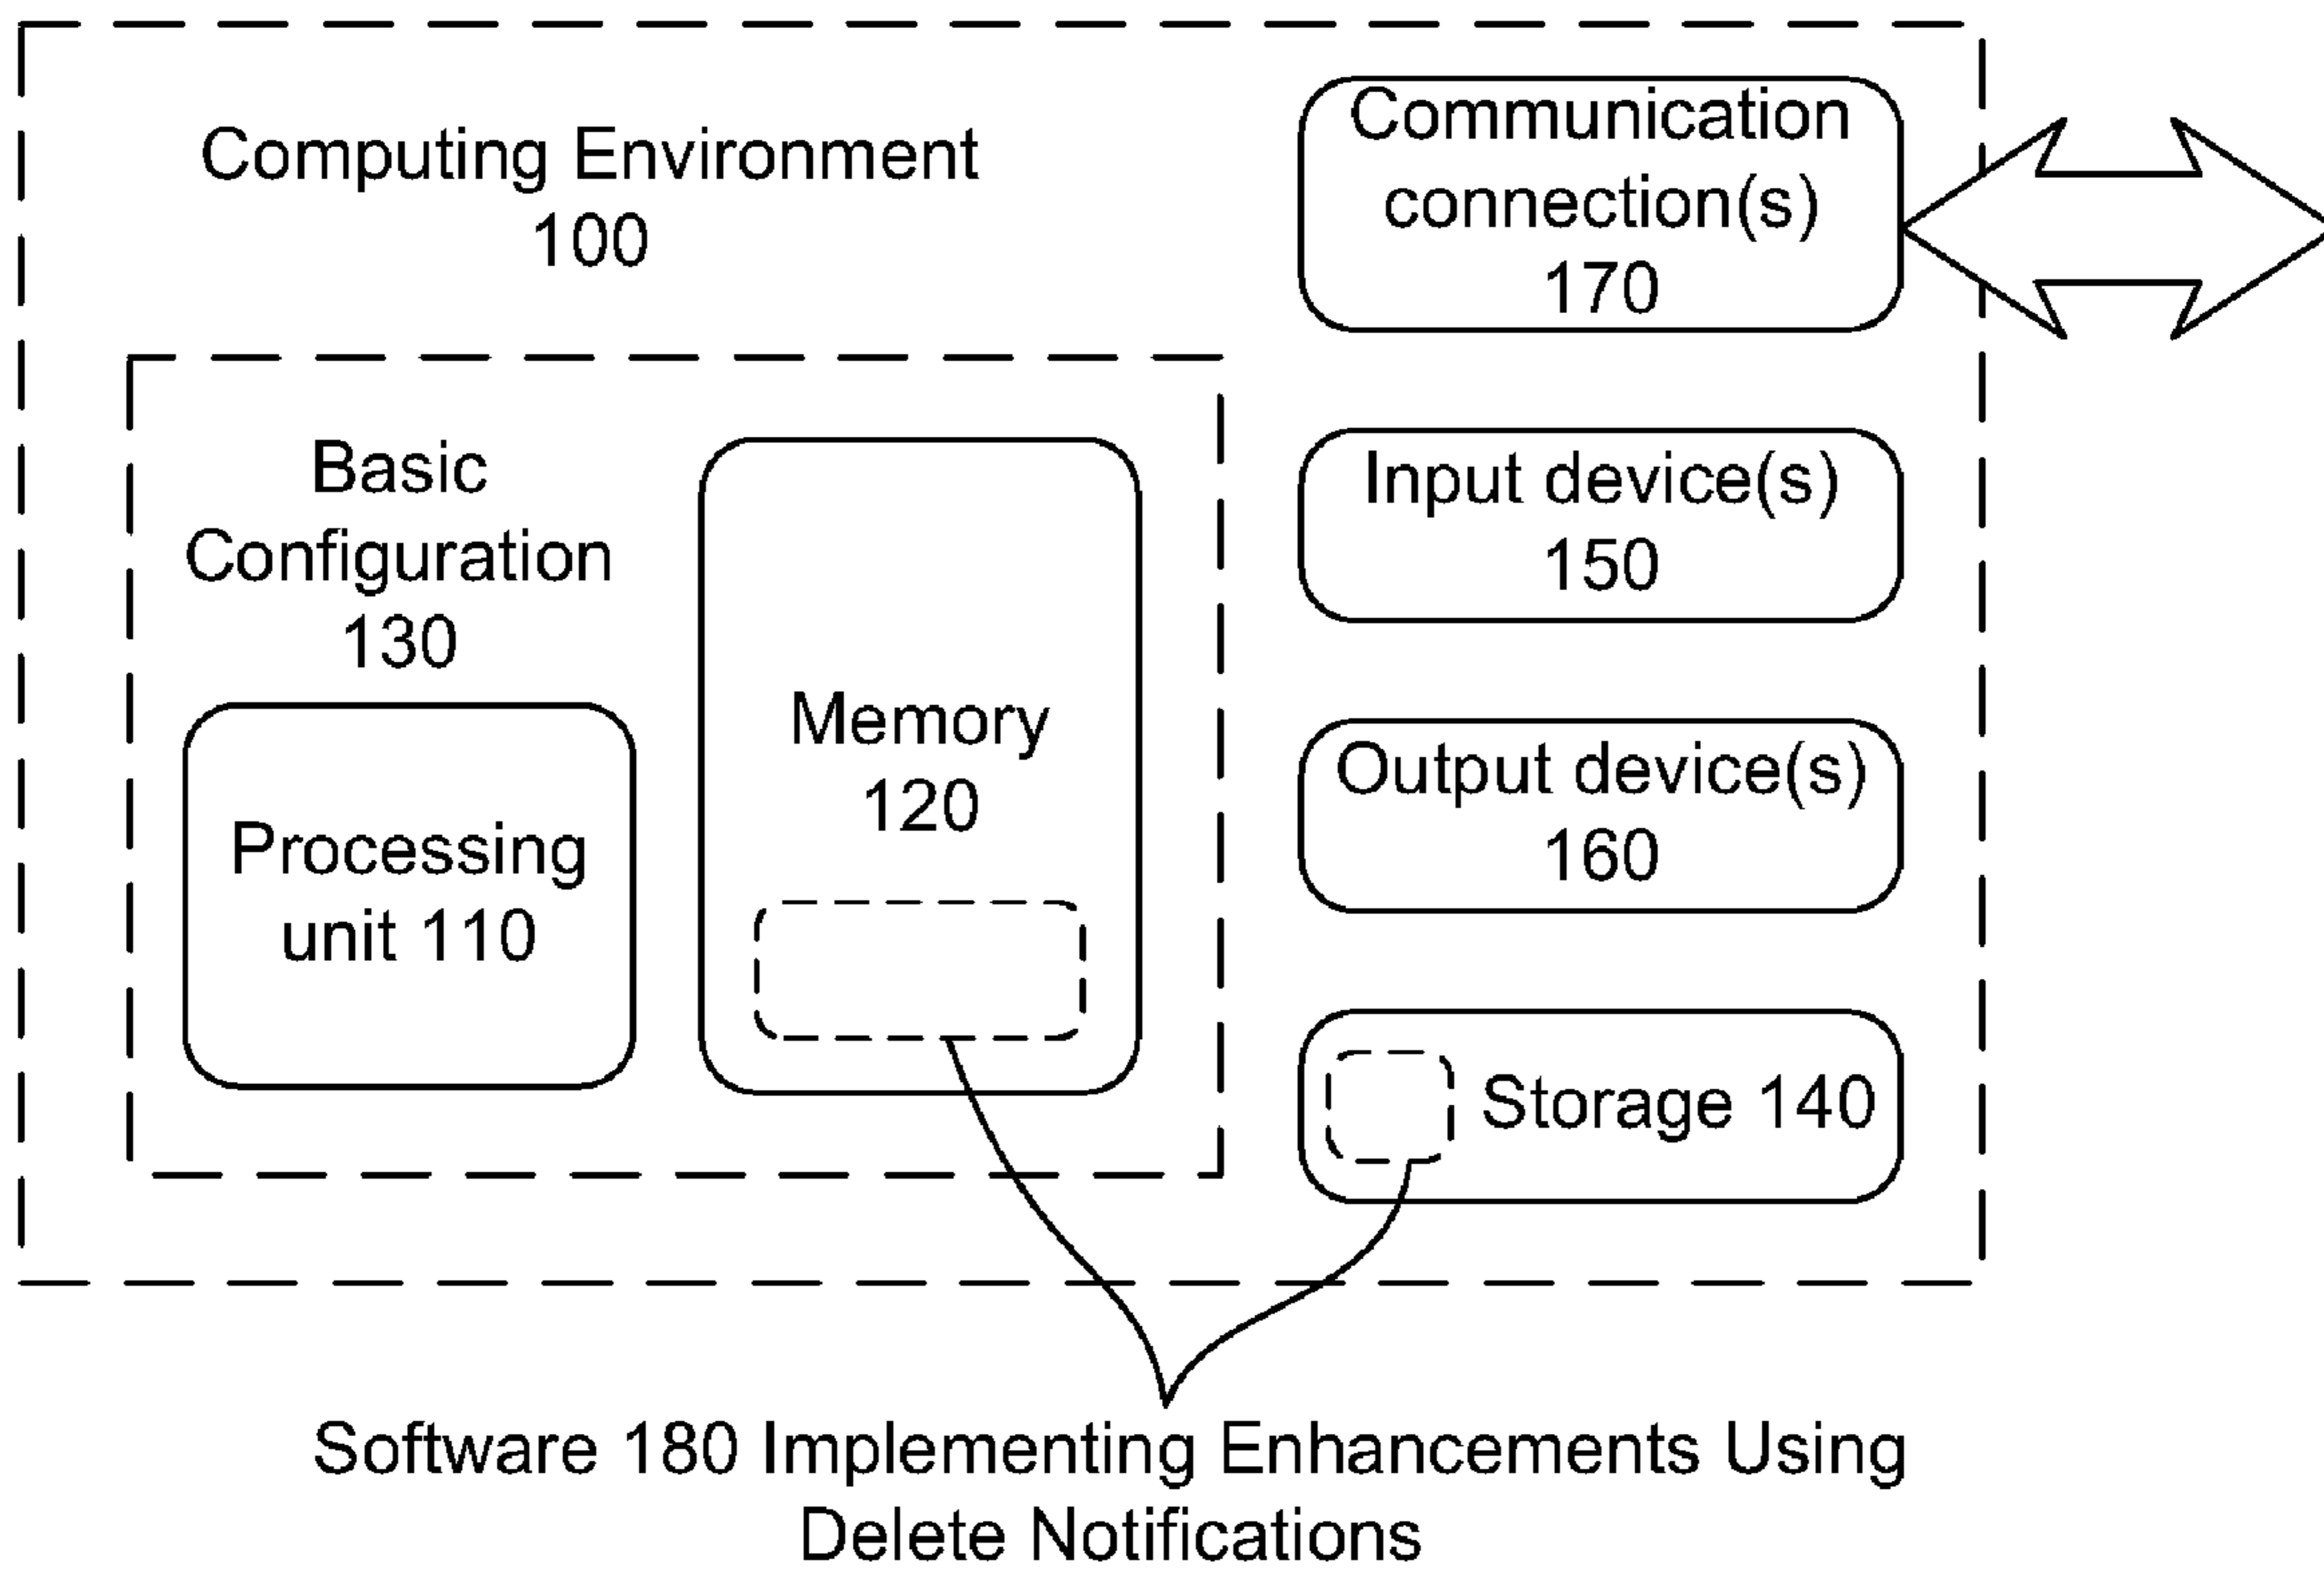 Computing Environment
100
Communication
connection(s)
170
Basic
Configuration
130
Processing
unit 110
Memory
120
Input device(s)
150
Output device(s)
160
Storage 140
Software 180 Implementing Enhancements Using
Delete Notifications